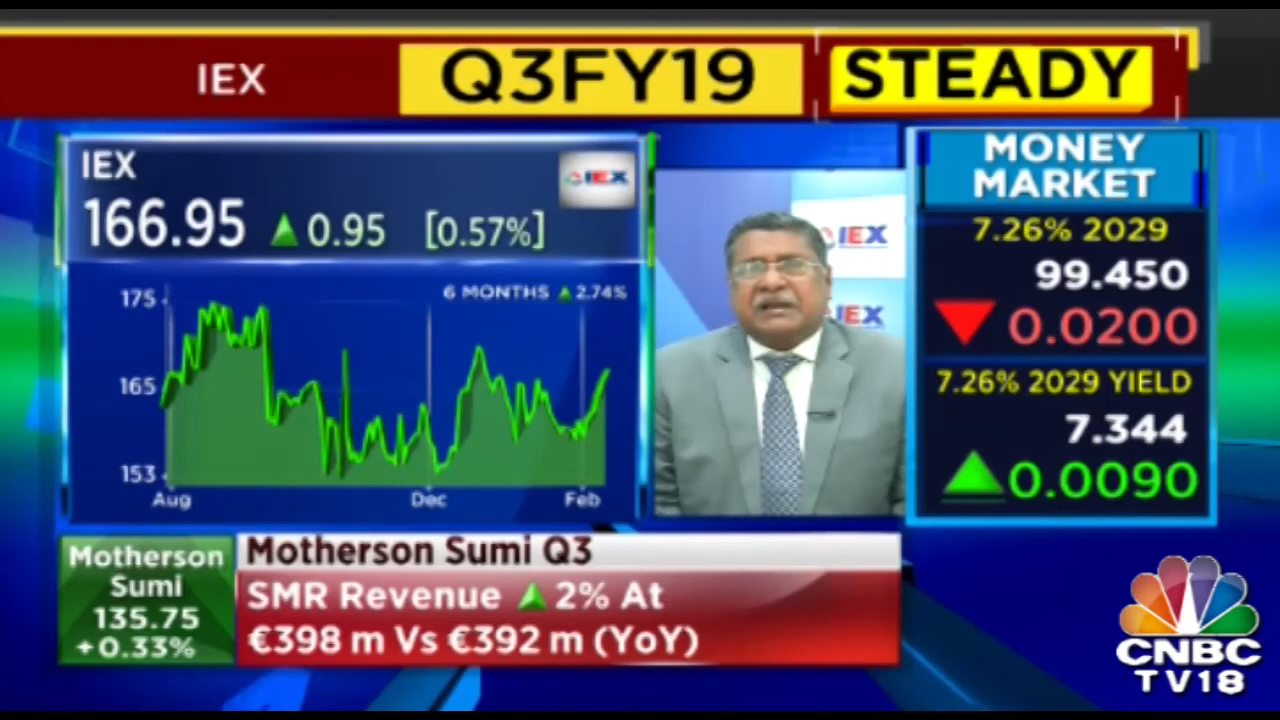 IEX Q3FY19 STEADY
IEX
IEX
166.95 ▲ 0.95 [0.57%]
6 MONTHS ▲ 2.74%
175
165
153
Aug Dec Feb
IEX
IEX
MONEY
MARKET
7.26% 2029
99.450
▼ 0.0200
7.26% 2029 YIELD
7.344
▲ 0.0090
Motherson
Sumi
135.75
+0.33%
Motherson Sumi Q3
SMR Revenue ▲ 2% At
€398 m Vs €392 m (YoY)
CNBC
TV18